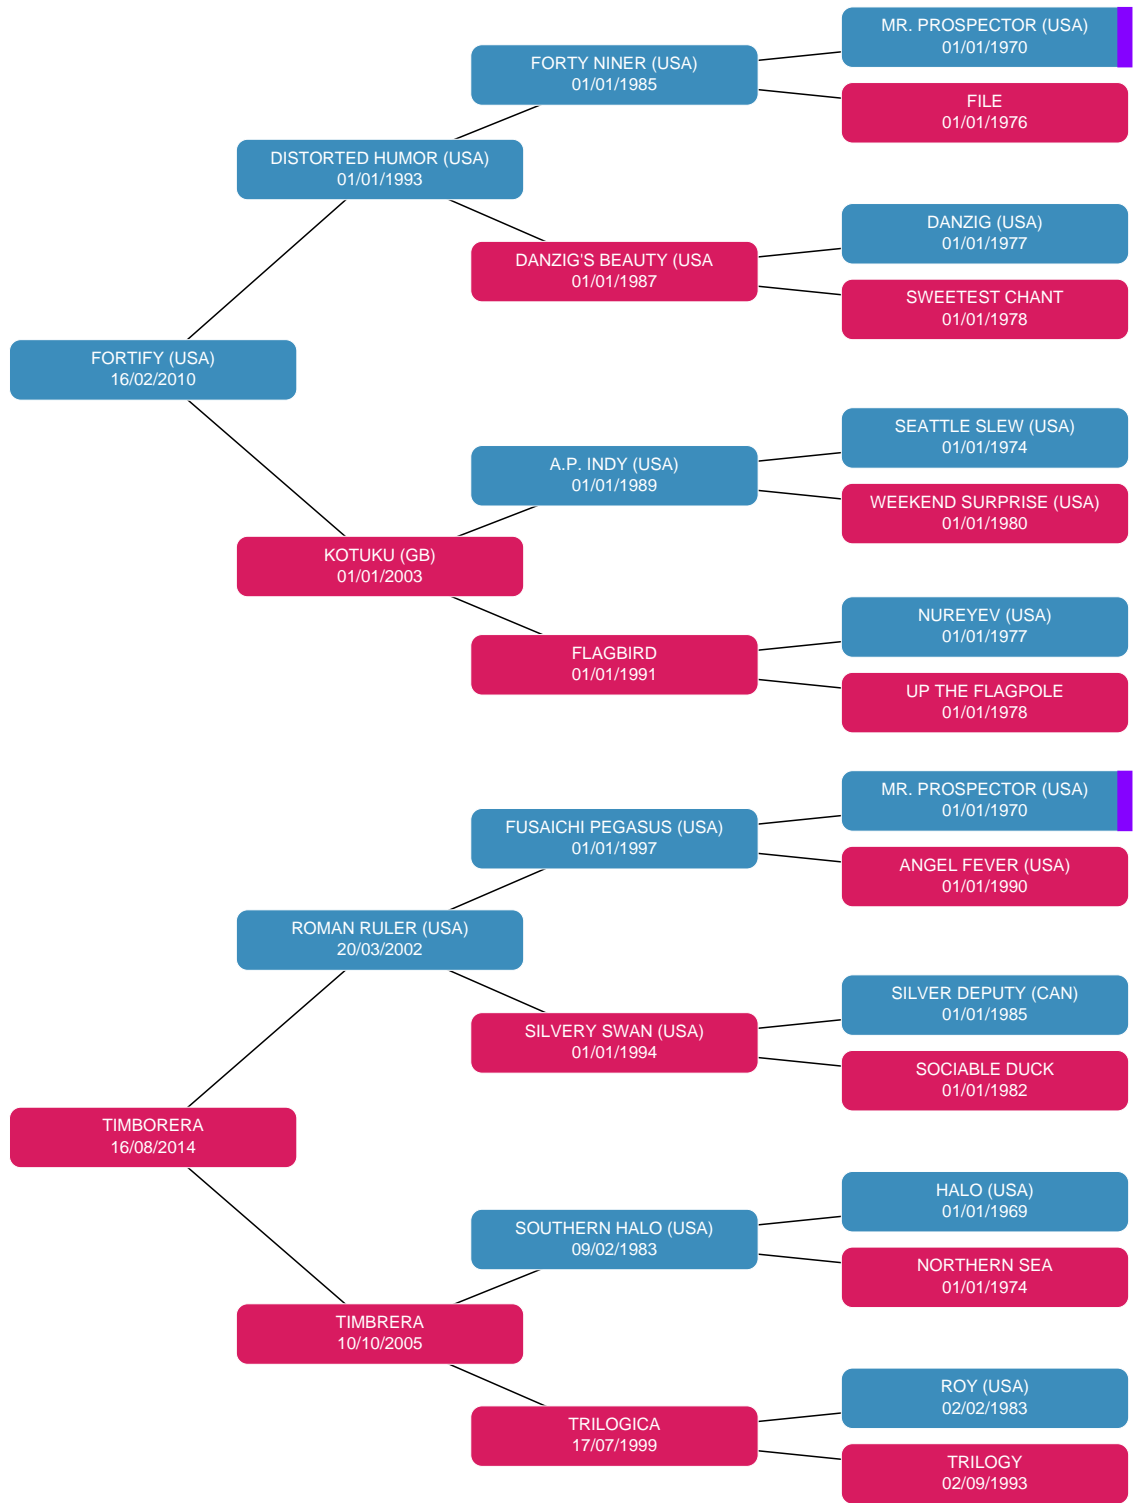 MR. PROSPECTOR (USA)
01/01/1970
FORTY NINER (USA)
01/01/1985
FILE
01/01/1976
DISTORTED HUMOR (USA)
01/01/1993
DANZIG (USA)
01/01/1977
DANZIG'S BEAUTY (USA
01/01/1987
SWEETEST CHANT
01/01/1978
FORTIFY (USA)
16/02/2010
SEATTLE SLEW (USA)
01/01/1974
A.P. INDY (USA)
01/01/1989
WEEKEND SURPRISE (USA)
01/01/1980
KOTUKU (GB)
01/01/2003
NUREYEV (USA)
01/01/1977
FLAGBIRD
01/01/1991
UP THE FLAGPOLE
01/01/1978
MR. PROSPECTOR (USA)
01/01/1970
FUSAICHI PEGASUS (USA)
01/01/1997
ANGEL FEVER (USA)
01/01/1990
ROMAN RULER (USA)
20/03/2002
SILVER DEPUTY (CAN)
01/01/1985
SILVERY SWAN (USA)
01/01/1994
SOCIABLE DUCK
01/01/1982
TIMBORERA
16/08/2014
HALO (USA)
01/01/1969
SOUTHERN HALO (USA)
09/02/1983
NORTHERN SEA
01/01/1974
TIMBRERA
10/10/2005
ROY (USA)
02/02/1983
TRILOGICA
17/07/1999
TRILOGY
02/09/1993